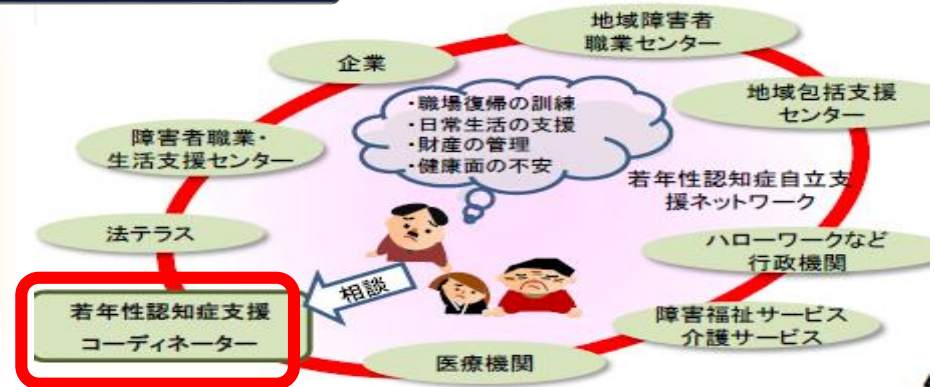 地域障害者
職業センター
企業
地域包括支援
センター
・職場復帰の訓練
・日常生活の支援
・財産の管理
・健康面の不安
障害者職業・
生活支援センター
若年性認知症自立支
援ネットワーク
法テラス
ハローワークなど
行政機関
相談
若年性認知症支援
コーディネーター
障害福祉サービス
介護サービス
医療機関